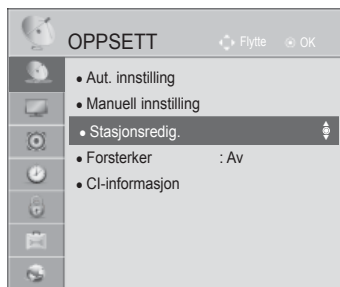 OPPSETT Flytte OK
• Aut. innstilling
• Manuell innstilling
• Stasjonsredig.
• Forsterker : Av
• CI-informasjon